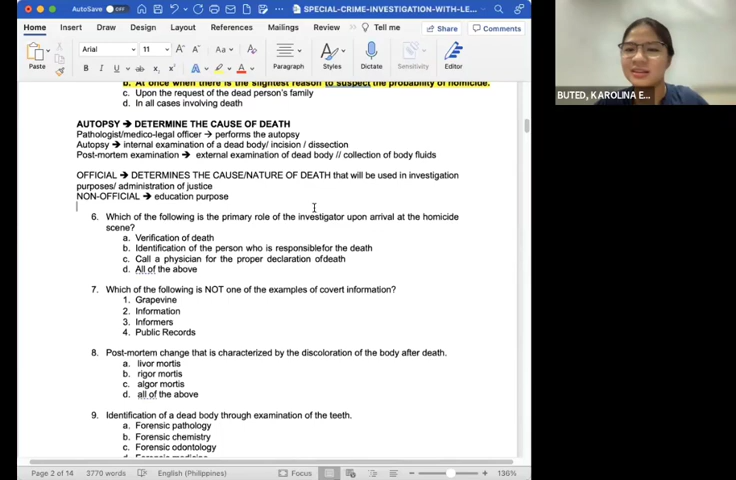 AutoSave OFF
SPECIAL-CRIME-INVESTIGATION-WITH-LE...
Home Insert Draw Design Layout References Mailings Review Tell me Share Comments
Paste Arial 11 Aa
B I U Paragraph Styles Dictate Sensitivity Editor
b. At once when there is the slightest reason to suspect the probability of homicide.
c. Upon the request of the dead person's family
d. In all cases involving death
AUTOPSY → DETERMINE THE CAUSE OF DEATH
Pathologist/medico-legal officer → performs the autopsy
Autopsy → internal examination of a dead body/ incision / dissection
Post-mortem examination → external examination of dead body // collection of body fluids
OFFICIAL → DETERMINES THE CAUSE/NATURE OF DEATH that will be used in investigation
purposes/ administration of justice
NON-OFFICIAL → education purpose
6. Which of the following is the primary role of the investigator upon arrival at the homicide
scene?
a. Verification of death
b. Identification of the person who is responsiblefor the death
c. Call a physician for the proper declaration ofdeath
d. All of the above
7. Which of the following is NOT one of the examples of covert information?
1. Grapevine
2. Information
3. Informers
4. Public Records
8. Post-mortem change that is characterized by the discoloration of the body after death.
a. livor mortis
b. rigor mortis
c. algor mortis
d. all of the above
9. Identification of a dead body through examination of the teeth.
a. Forensic pathology
b. Forensic chemistry
c. Forensic odontology
Page 2 of 14 3770 words English (Philippines) Focus 136%
BUTED, KAROLINA E...